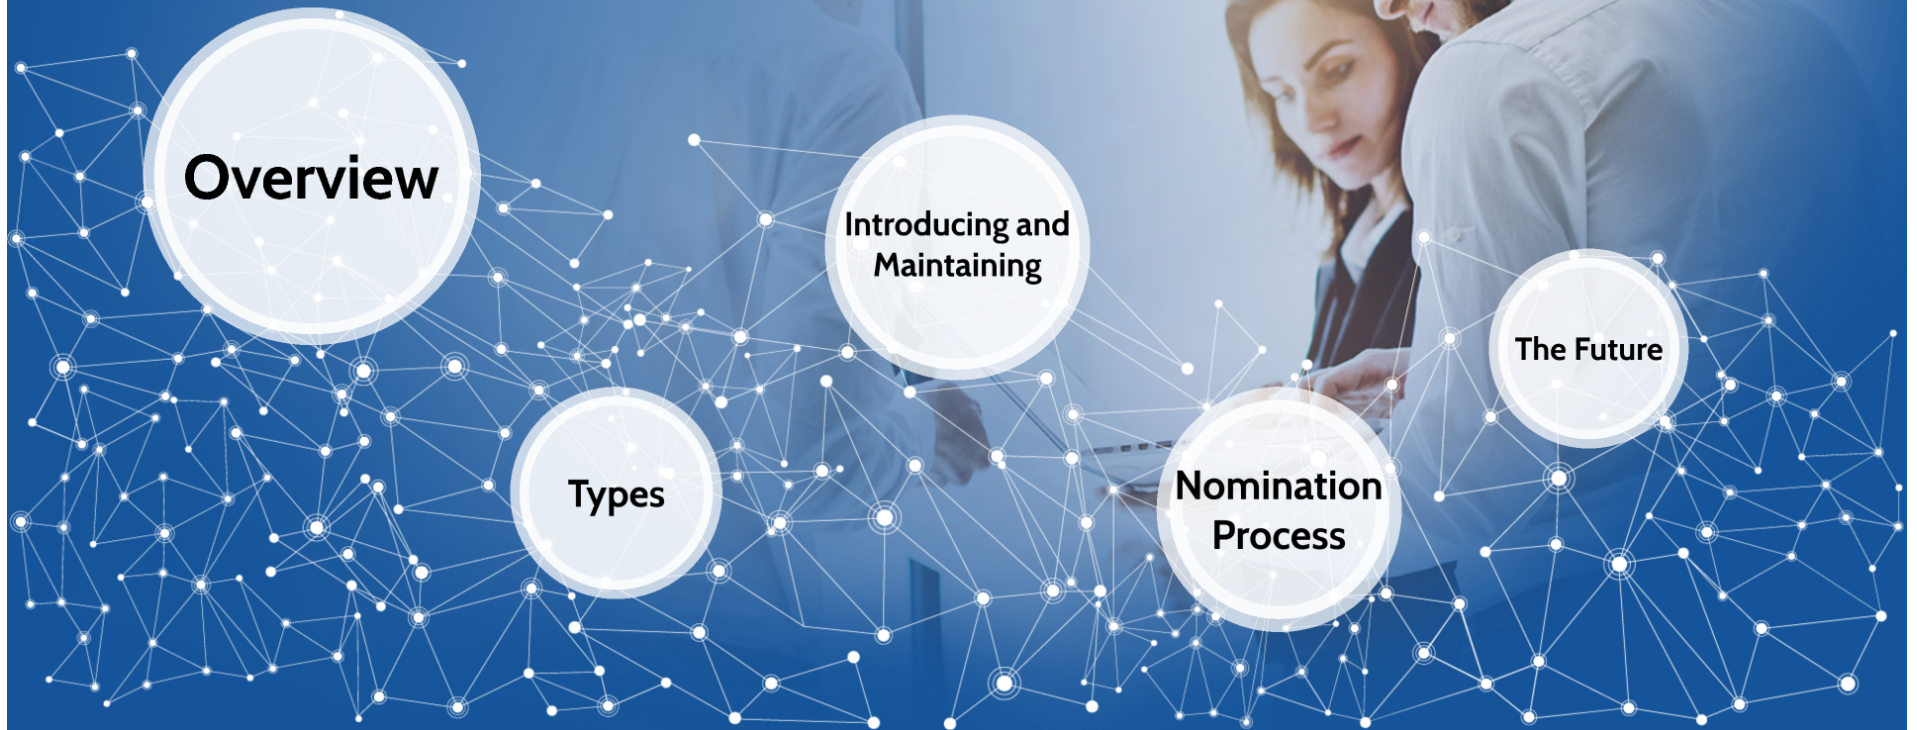 Overview
Types
Introducing and
Maintaining
Nomination
Process
The Future